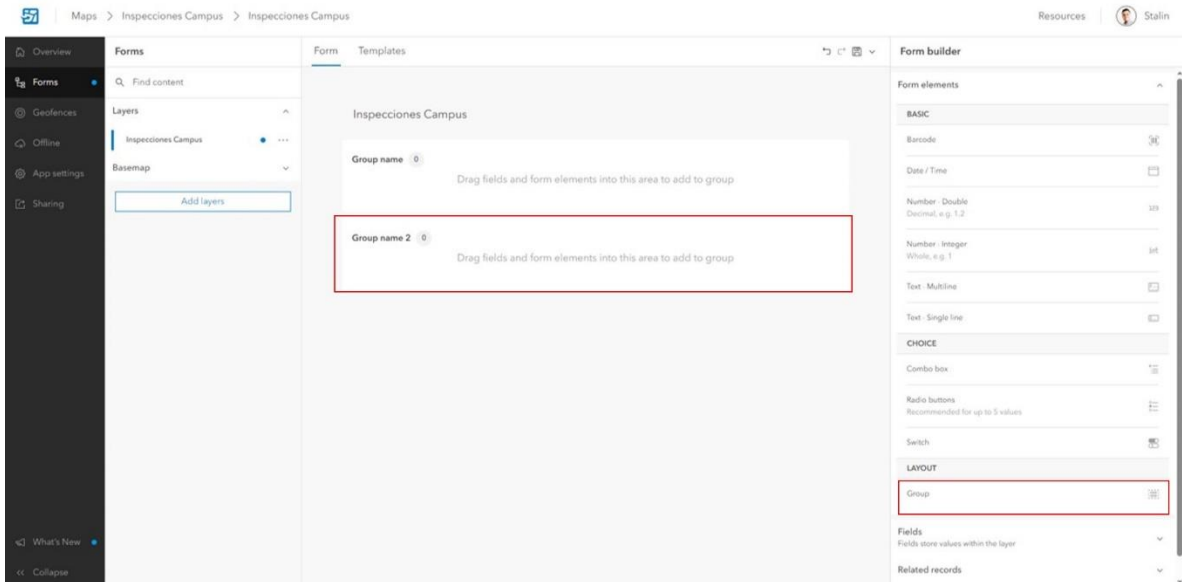 Maps > Inspecciones Campus > Inspecciones Campus
Resources
Stalin
Overview
Forms
Geofences
Offline
App settings
Sharing
What's New
<< Collapse
Forms
Find content
Layers
Inspecciones Campus
Basemap
Add layers
Form Templates
Inspecciones Campus
Group name 0
Drag fields and form elements into this area to add to group
Group name 2 0
Drag fields and form elements into this area to add to group
Form builder
Form elements
BASIC
Barcode
Date / Time
Number - Double
Decimal, e.g. 1.2
Number - Integer
Whole, e.g. 1
Text - Multiline
Text - Single line
CHOICE
Combo box
Radio buttons
Recommended for up to 5 values
Switch
LAYOUT
Group
Fields
Fields store values within the layer
Related records